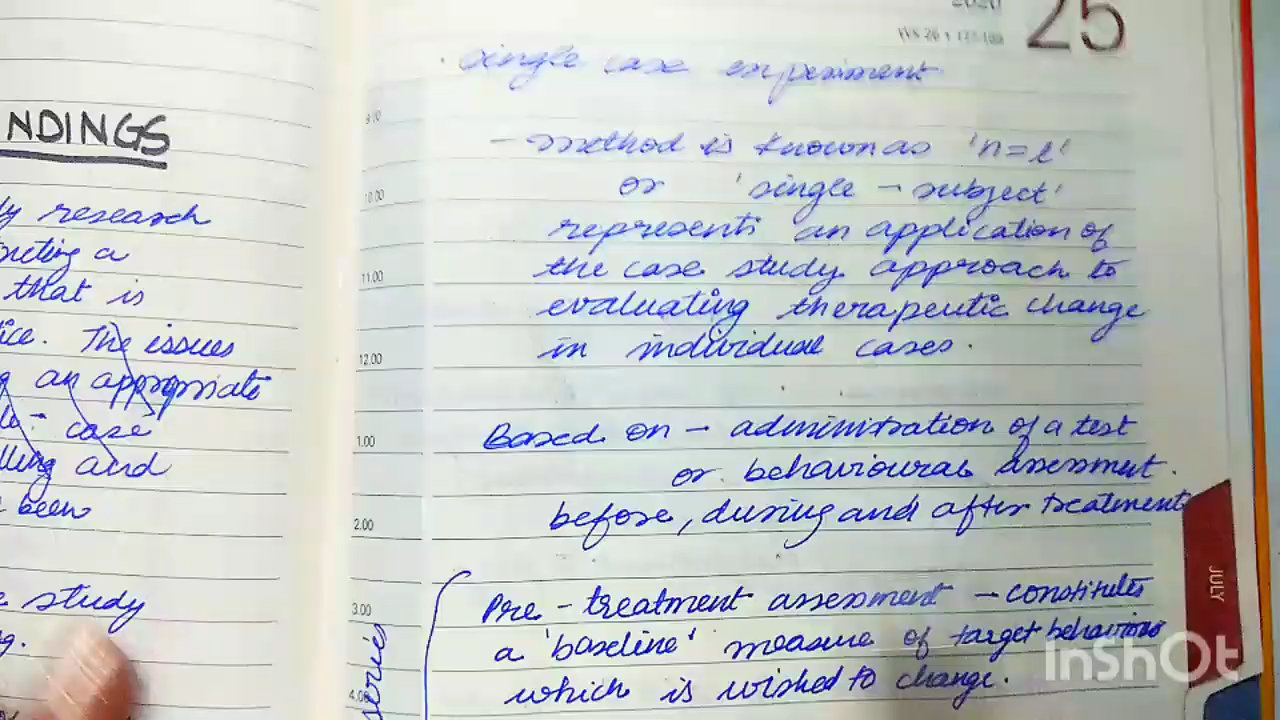 NDINGS
research
a
that is
The issues
an appropriate
case
and
been
study
2020
25
single case experiment
9.00
- method is known as 'n=1'
10.00
or 'single - subject'
represents an application of
11.00
the case study approach to
evaluating therapeutic change
12.00
in individual cases.
1.00
Based on - administration of a test
or behavioural assessment
2.00
before, during and after treatment
3.00
Pre - treatment assessment - constitutes
a 'baseline' measure of target behaviour
4.00
which is wished to change.
series
JULY
InShOt